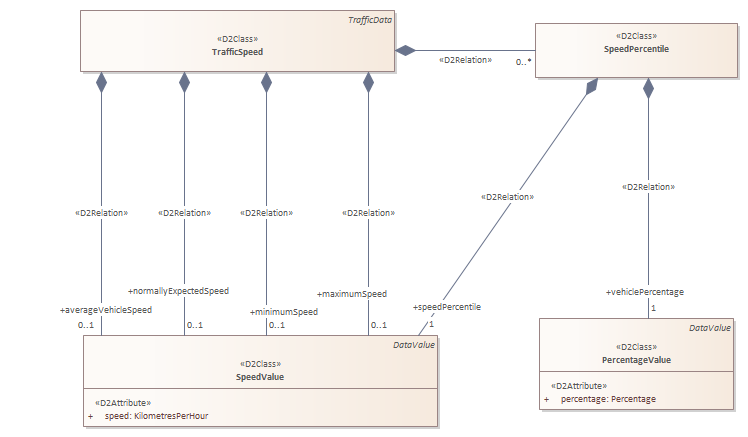 TrafficData
«D2Class»
TrafficSpeed
«D2Class»
SpeedPercentile
«D2Relation»
0..*
«D2Relation»
«D2Relation»
«D2Relation»
«D2Relation»
«D2Relation»
«D2Relation»
+averageVehicleSpeed
0..1
+normallyExpectedSpeed
0..1
+minimumSpeed
0..1
+maximumSpeed
0..1
+speedPercentile
1
+vehiclePercentage
1
DataValue
«D2Class»
SpeedValue
«D2Attribute»
+ speed: KilometresPerHour
DataValue
«D2Class»
PercentageValue
«D2Attribute»
+ percentage: Percentage